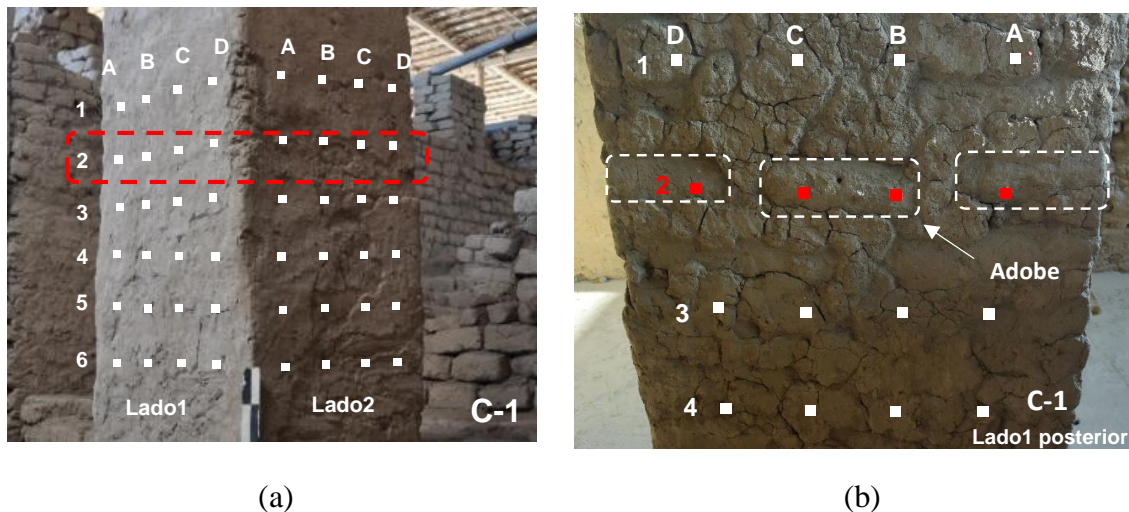 A B C D A B C D
1
2
3
4
5
6
Lado1 Lado2 C-1
(a)
D C B A
1
2
Adobe
3
4
C-1
Lado1 posterior
(b)